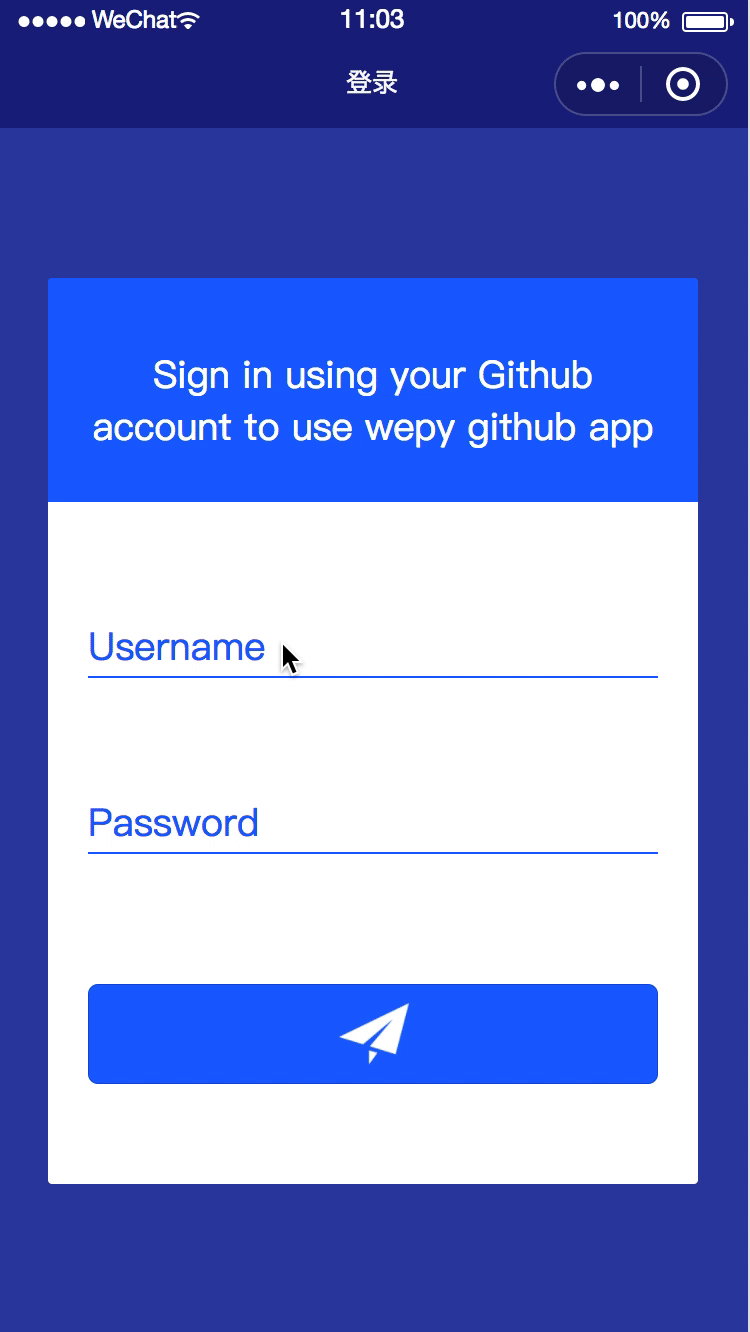 WeChat
11:03
100%
登录
Sign in using your Github
account to use wepy github app
Username
Password